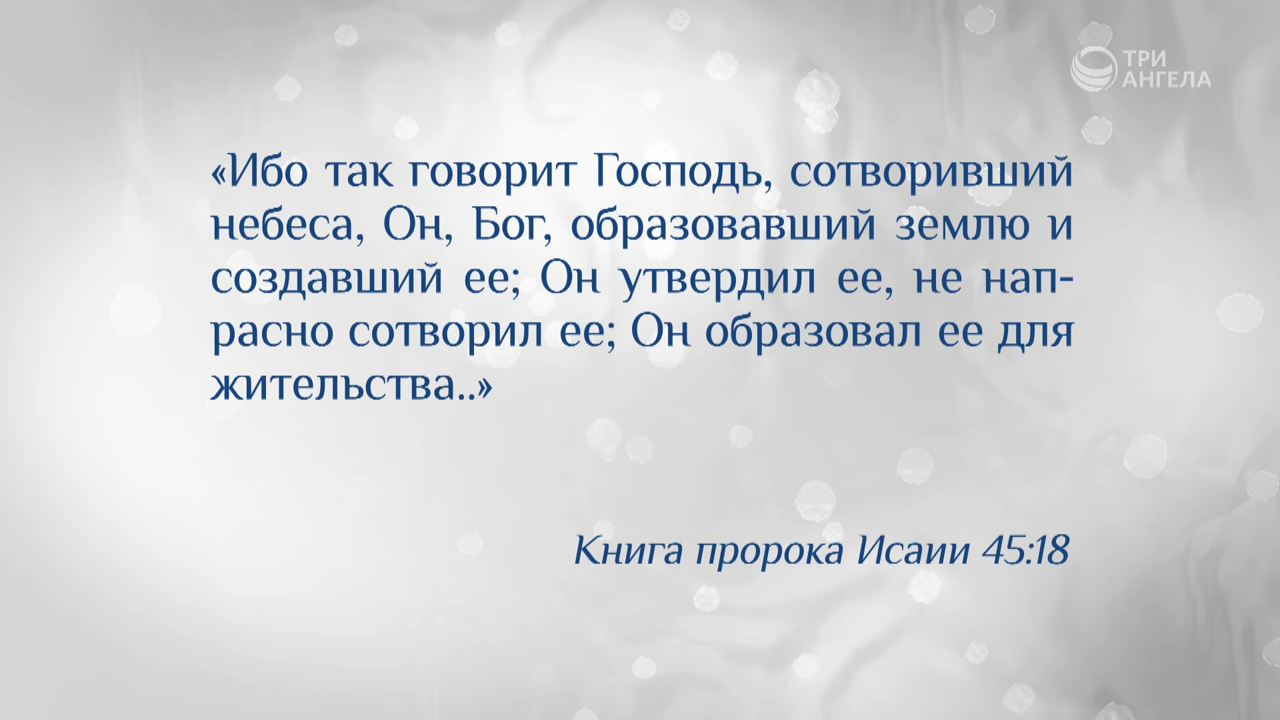 ТРИ
АНГЕЛА
«Ибо так говорит Господь, сотворивший
небеса, Он, Бог, образовавший землю и
создавший ее; Он утвердил ее, не нап-
расно сотворил ее; Он образовал ее для
жительства..»
Книга пророка Исаии 45:18